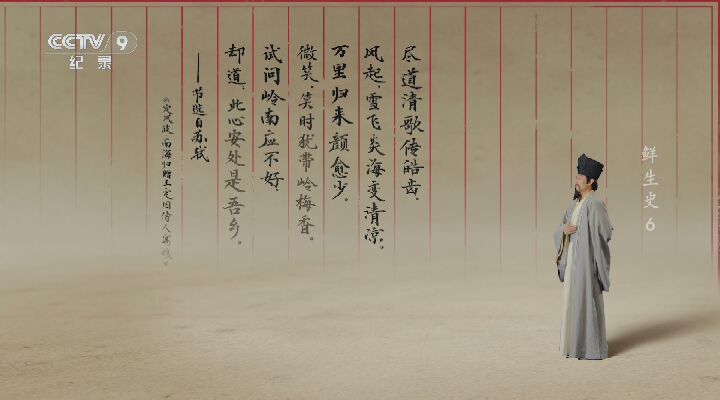 CCTV 9
纪录
鲜生史6
尽道清歌传皓齿，
风起，雪飞炎海变清凉。
万里归来颜愈少。
微笑，笑时犹带岭梅香。
试问岭南应不好，
却道：此心安处是吾乡。
——节选自苏轼
《定风波·南海归赠王定国侍人寓娘》